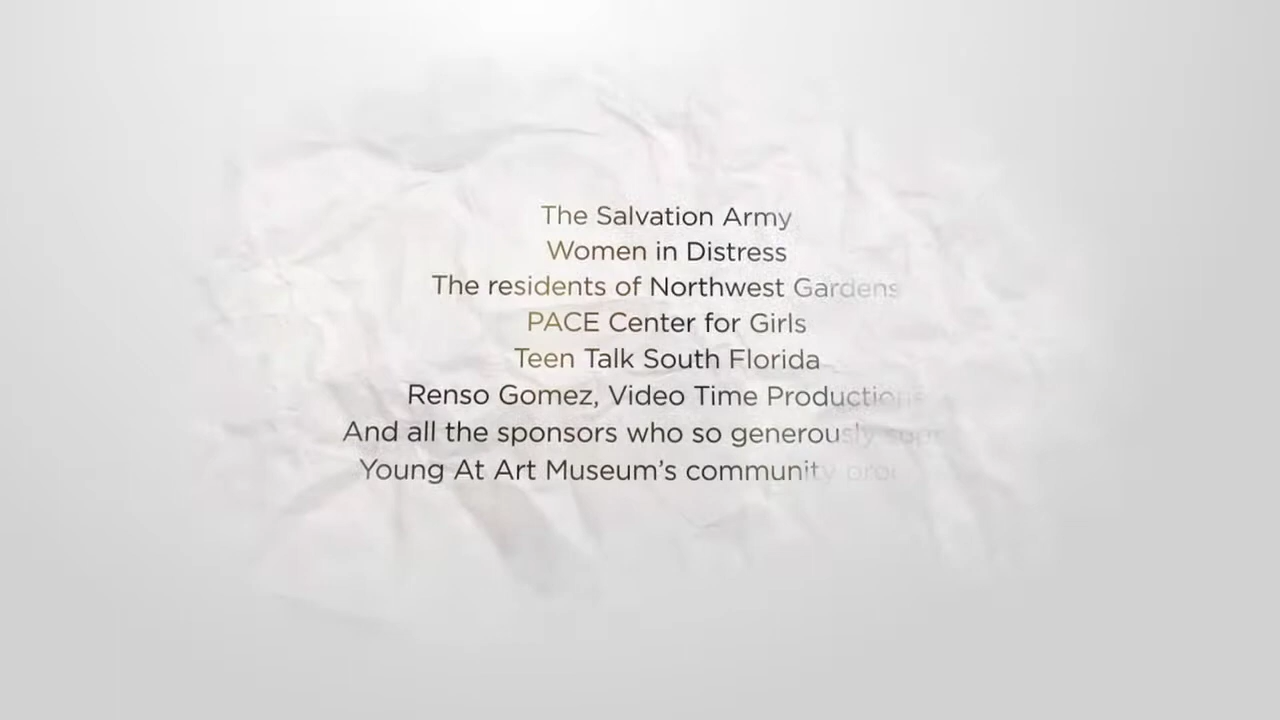 The Salvation Army
Women in Distress
The residents of Northwest Gardens
PACE Center for Girls
Teen Talk South Florida
Renso Gomez, Video Time Productions
And all the sponsors who so generously
Young At Art Museum’s community